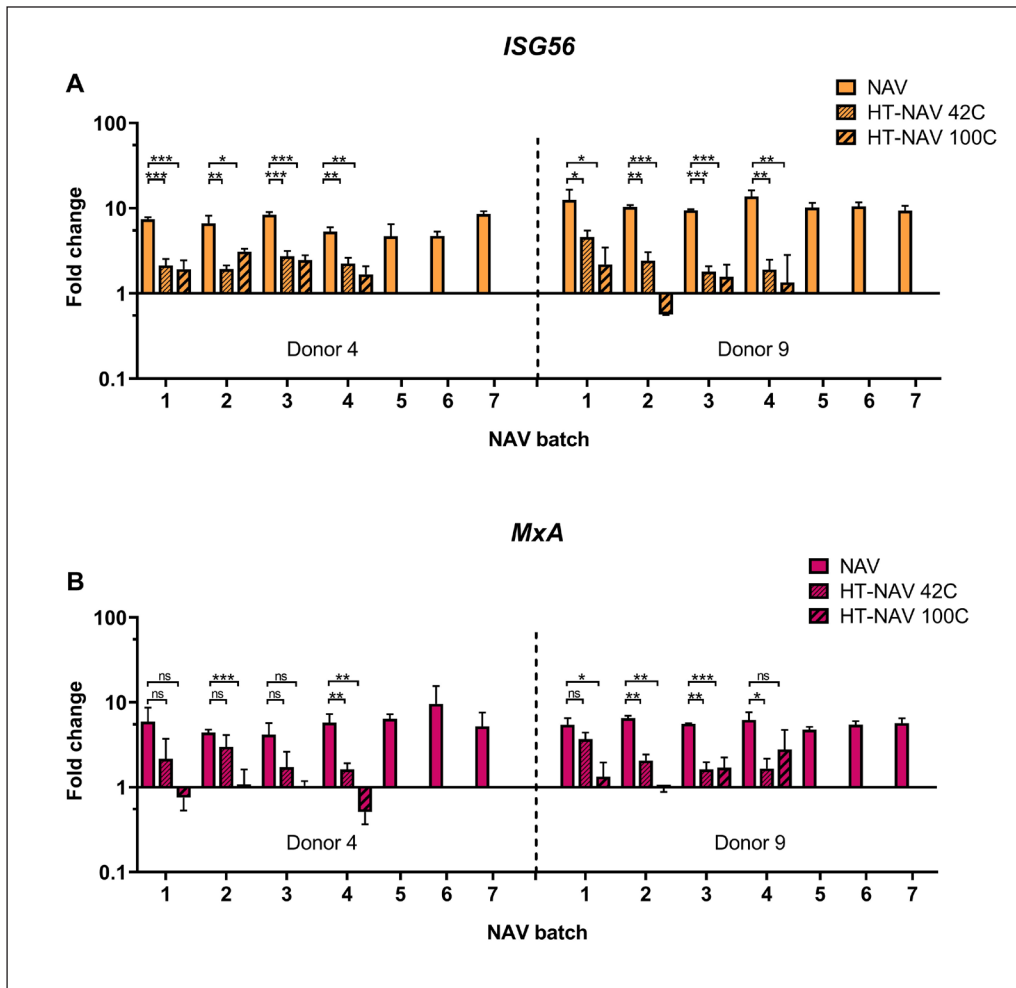 ISG56
A
NAV
HT-NAV 42C
HT-NAV 100C
100
10
1
0.1
Fold change
*** * *** ** * *** *** **
*** ** *** ** * ** *** **
Donor 4 Donor 9
1 2 3 4 5 6 7 1 2 3 4 5 6 7
NAV batch
MxA
B
NAV
HT-NAV 42C
HT-NAV 100C
100
10
1
0.1
Fold change
ns *** ns ** * ** *** ns
ns ns ns ** ns ** ** *
Donor 4 Donor 9
1 2 3 4 5 6 7 1 2 3 4 5 6 7
NAV batch